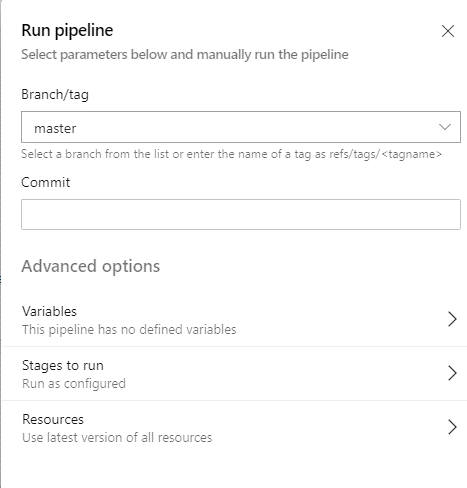 Run pipeline
Select parameters below and manually run the pipeline
Branch/tag
master
Select a branch from the list or enter the name of a tag as refs/tags/<tagname>
Commit
Advanced options
Variables
This pipeline has no defined variables
Stages to run
Run as configured
Resources
Use latest version of all resources